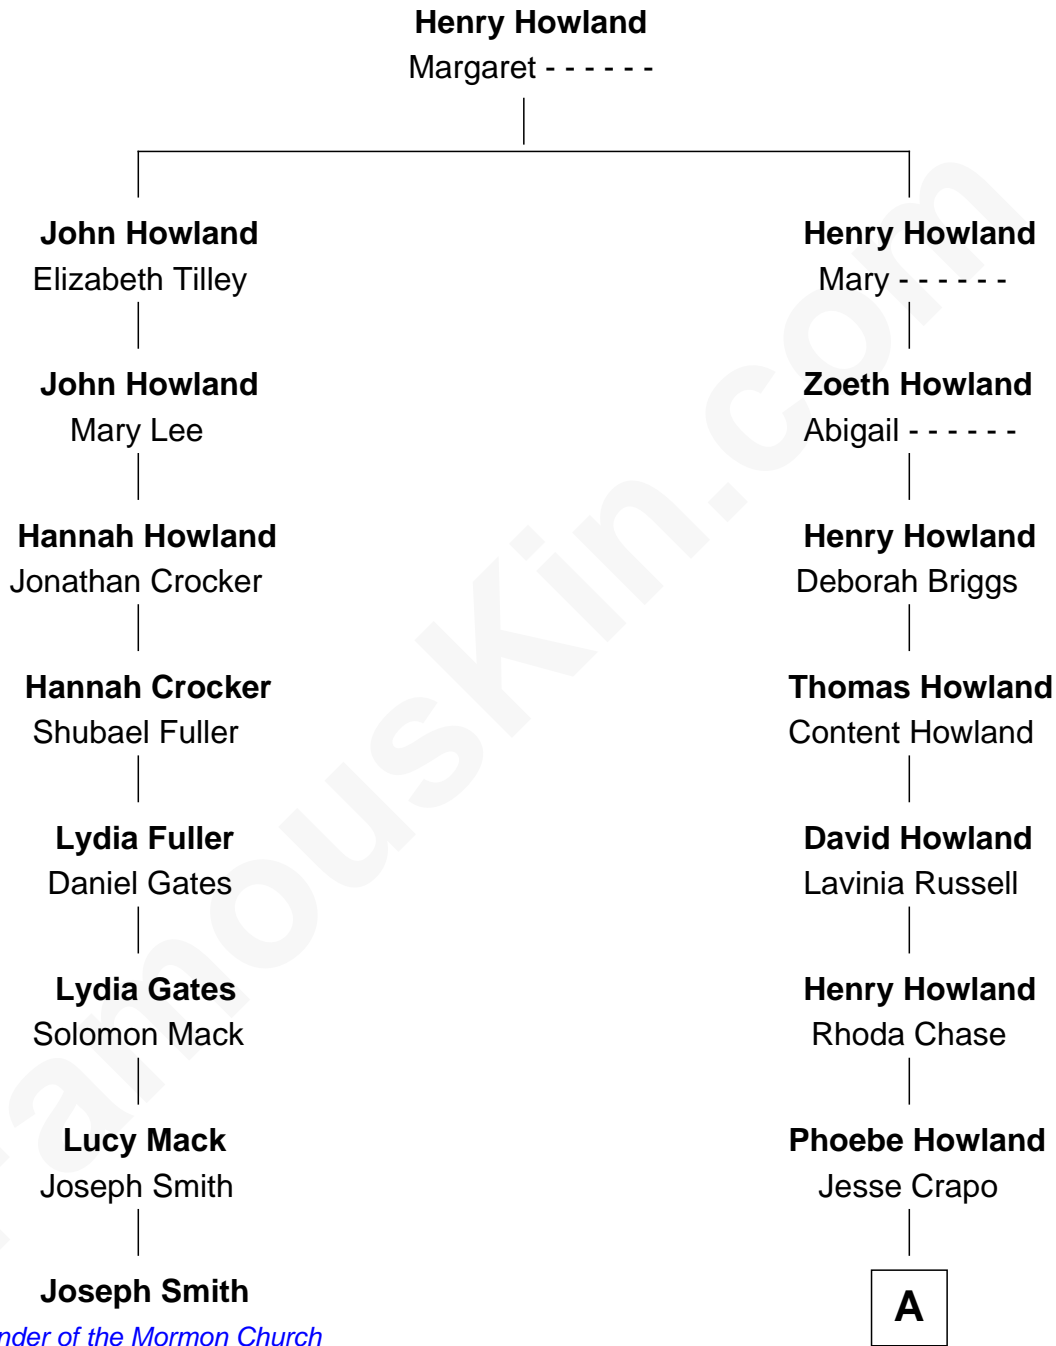 Henry Howland
Margaret - - - - - -
John Howland
Elizabeth Tilley
John Howland
Mary Lee
Hannah Howland
Jonathan Crocker
Hannah Crocker
Shubael Fuller
Lydia Fuller
Daniel Gates
Lydia Gates
Solomon Mack
Lucy Mack
Joseph Smith
Joseph Smith
nder of the Mormon Church
Henry Howland
Mary - - - - - -
Zoeth Howland
Abigail - - - - - -
Henry Howland
Deborah Briggs
Thomas Howland
Content Howland
David Howland
Lavinia Russell
Henry Howland
Rhoda Chase
Phoebe Howland
Jesse Crapo
A
FamousKin.com